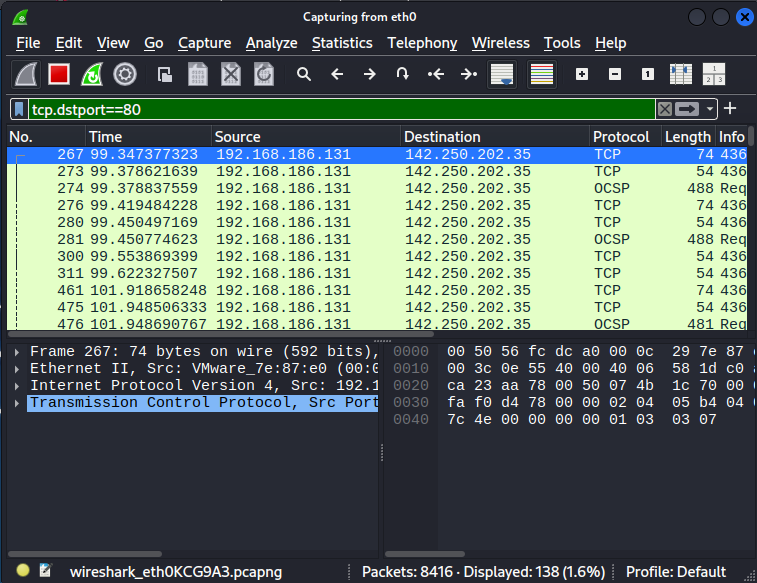 Capturing from eth0
File Edit View Go Capture Analyze Statistics Telephony Wireless Tools Help
tcp.dstport==80
No. Time Source Destination Protocol Length Info
267 99.347377323 192.168.186.131 142.250.202.35 TCP 74 436
273 99.378621639 192.168.186.131 142.250.202.35 TCP 54 436
274 99.378837559 192.168.186.131 142.250.202.35 OCSP 488 Req
276 99.419484228 192.168.186.131 142.250.202.35 TCP 74 436
280 99.450497169 192.168.186.131 142.250.202.35 TCP 54 436
281 99.450774623 192.168.186.131 142.250.202.35 OCSP 488 Req
300 99.553869399 192.168.186.131 142.250.202.35 TCP 54 436
311 99.622327507 192.168.186.131 142.250.202.35 TCP 54 436
461 101.918658248 192.168.186.131 142.250.202.35 TCP 74 436
475 101.948506333 192.168.186.131 142.250.202.35 TCP 54 436
476 101.948690767 192.168.186.131 142.250.202.35 OCSP 481 Req
Frame 267: 74 bytes on wire (592 bits), 0000 00 50 56 fc dc a0 00 0c 29 7e 87
Ethernet II, Src: VMware_7e:87:e0 (00:0 0010 00 3c 0e 55 40 00 40 06 58 1d c0
Internet Protocol Version 4, Src: 192.1 0020 ca 23 aa 78 00 50 07 4b 1c 70 00
Transmission Control Protocol, Src Port 0030 fa f0 d4 78 00 00 02 04 05 b4 04
0040 7c 4e 00 00 00 00 01 03 03 07
wireshark_eth0KCG9A3.pcapng Packets: 8416 · Displayed: 138 (1.6%) Profile: Default